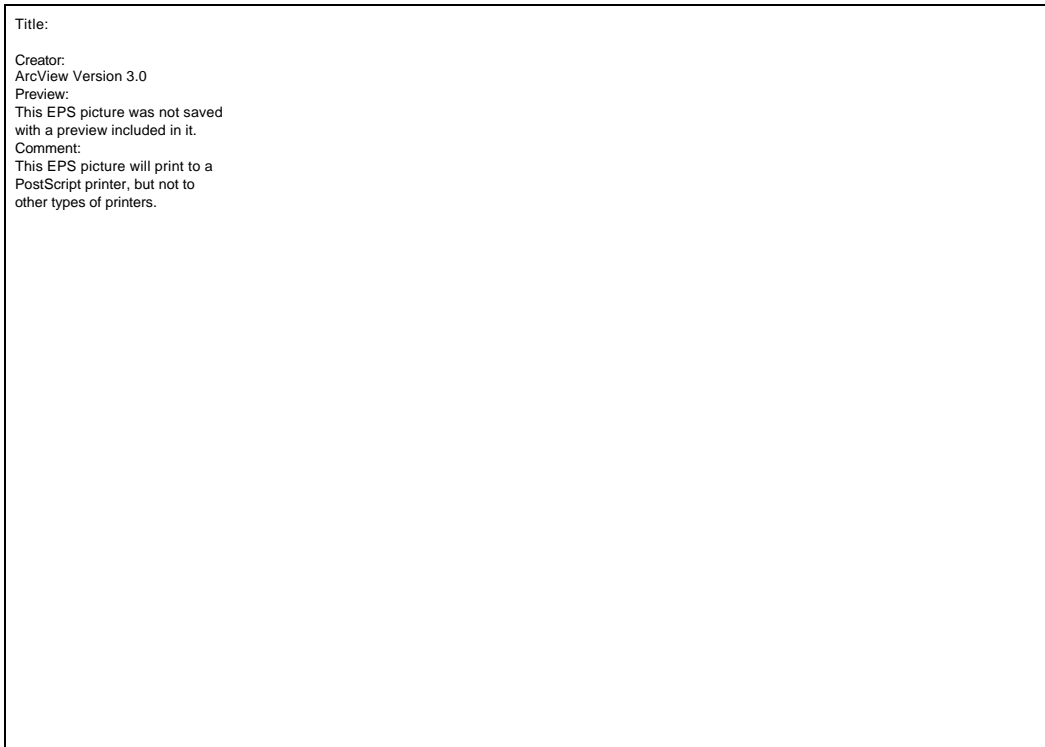 Title:
Creator:
ArcView Version 3.0
Preview:
This EPS picture was not saved
with a preview included in it.
Comment:
This EPS picture will print to a
PostScript printer, but not to
other types of printers.